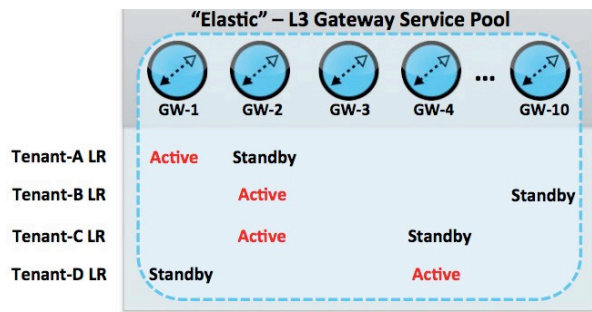 “Elastic” – L3 Gateway Service Pool
GW-1 GW-2 GW-3 GW-4 ... GW-10
Tenant-A LR Active Standby
Tenant-B LR Active Standby
Tenant-C LR Active Standby
Tenant-D LR Standby Active